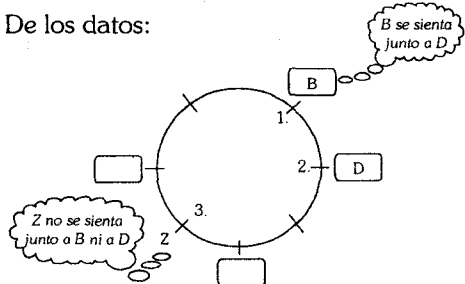 De los datos:
B se sienta
junto a D
B
1.
2.
D
3.
Z no se sienta
junto a B ni a D
Z